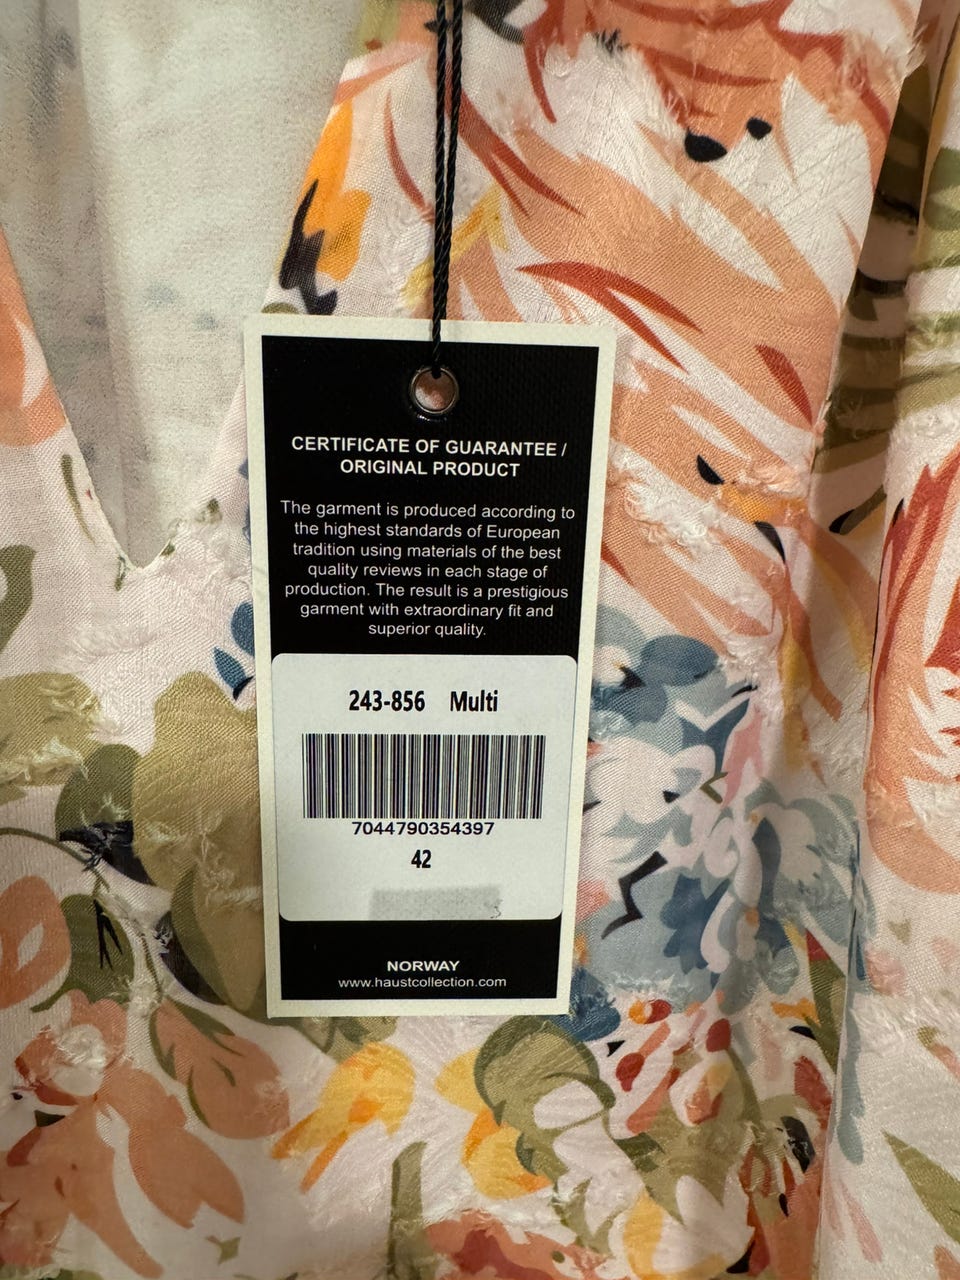 CERTIFICATE OF GUARANTEE /
ORIGINAL PRODUCT
The garment is produced according to
the highest standards of European
tradition using materials of the best
quality reviews in each stage of
production. The result is a prestigious
garment with extraordinary fit and
superior quality.
243-856 Multi
7044790354397
42
NORWAY
www.haustcollection.com